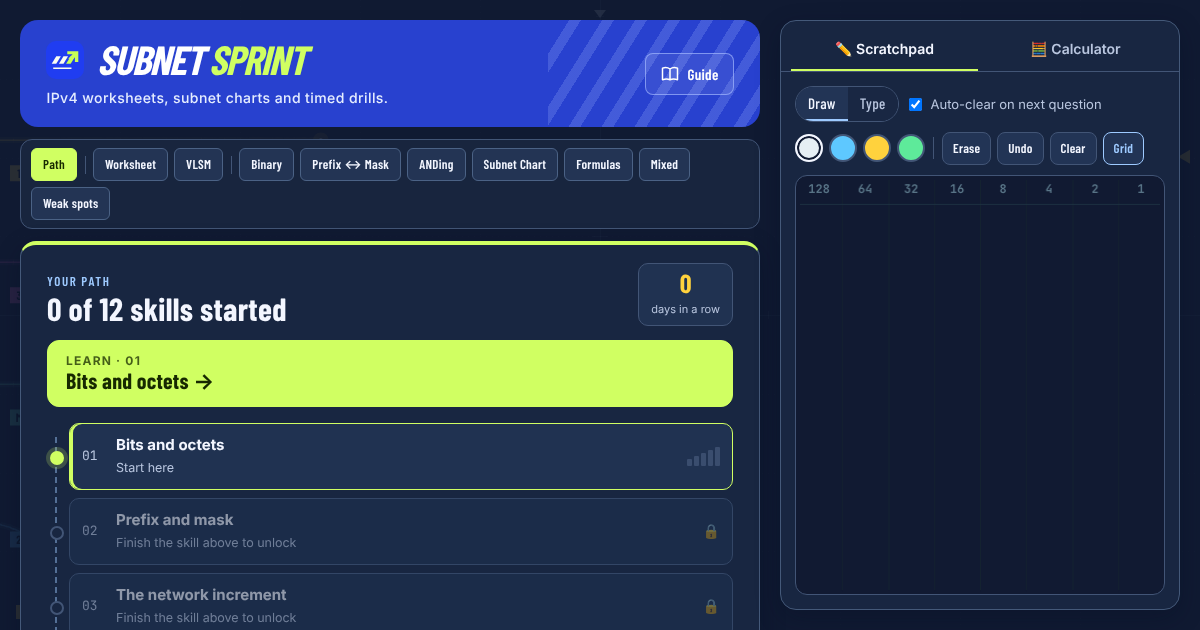 SUBNET SPRINT
IPv4 worksheets, subnet charts and timed drills.
Guide
Path
Worksheet
VLSM
Binary
Prefix ↔ Mask
ANDing
Subnet Chart
Formulas
Mixed
Weak spots
YOUR PATH
0 of 12 skills started
0
days in a row
LEARN · 01
Bits and octets →
01
Bits and octets
Start here
02
Prefix and mask
Finish the skill above to unlock
03
The network increment
Finish the skill above to unlock
✏️ Scratchpad
🧮 Calculator
Draw
Type
Auto-clear on next question
Erase
Undo
Clear
Grid
128 64 32 16 8 4 2 1